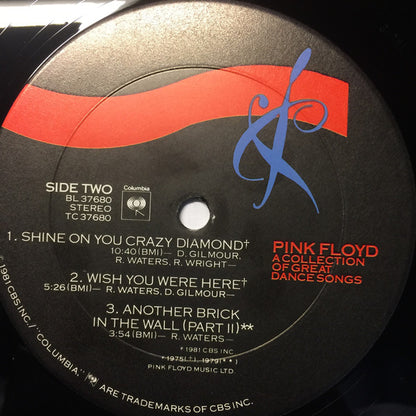 Columbia
SIDE TWO
BL 37680
STEREO
TC 37680
1. SHINE ON YOU CRAZY DIAMOND†
10:40 (BMI)— D. GILMOUR,
R. WATERS, R. WRIGHT—
2. WISH YOU WERE HERE†
5:26 (BMI)— R. WATERS, D. GILMOUR—
3. ANOTHER BRICK
IN THE WALL (PART II)**
3:54 (BMI)— R. WATERS—
* 1981 CBS INC.
* 1975(†), 1979(**)
PINK FLOYD MUSIC LTD.
PINK FLOYD
A COLLECTION
OF GREAT
DANCE SONGS
℗ 1981 CBS INC./ "COLUMBIA," ARE TRADEMARKS OF CBS INC.